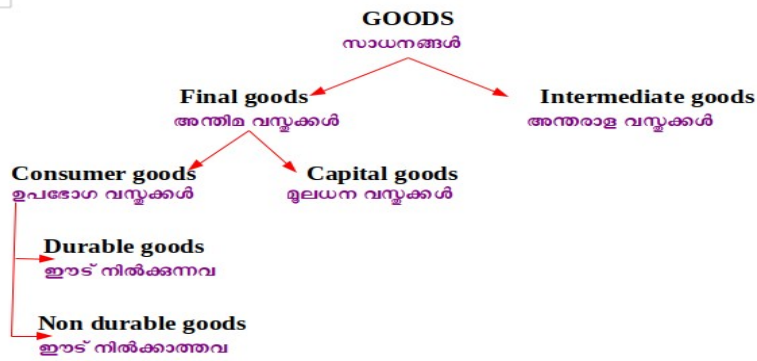 GOODS
സാധനങ്ങൾ
Final goods
അന്തിമ വസ്തുക്കൾ
Intermediate goods
അന്തരാള വസ്തുക്കൾ
Consumer goods
ഉപഭോഗ വസ്തുക്കൾ
Capital goods
മൂലധന വസ്തുക്കൾ
Durable goods
ഈട് നിൽക്കുന്നവ
Non durable goods
ഈട് നിൽക്കാത്തവ